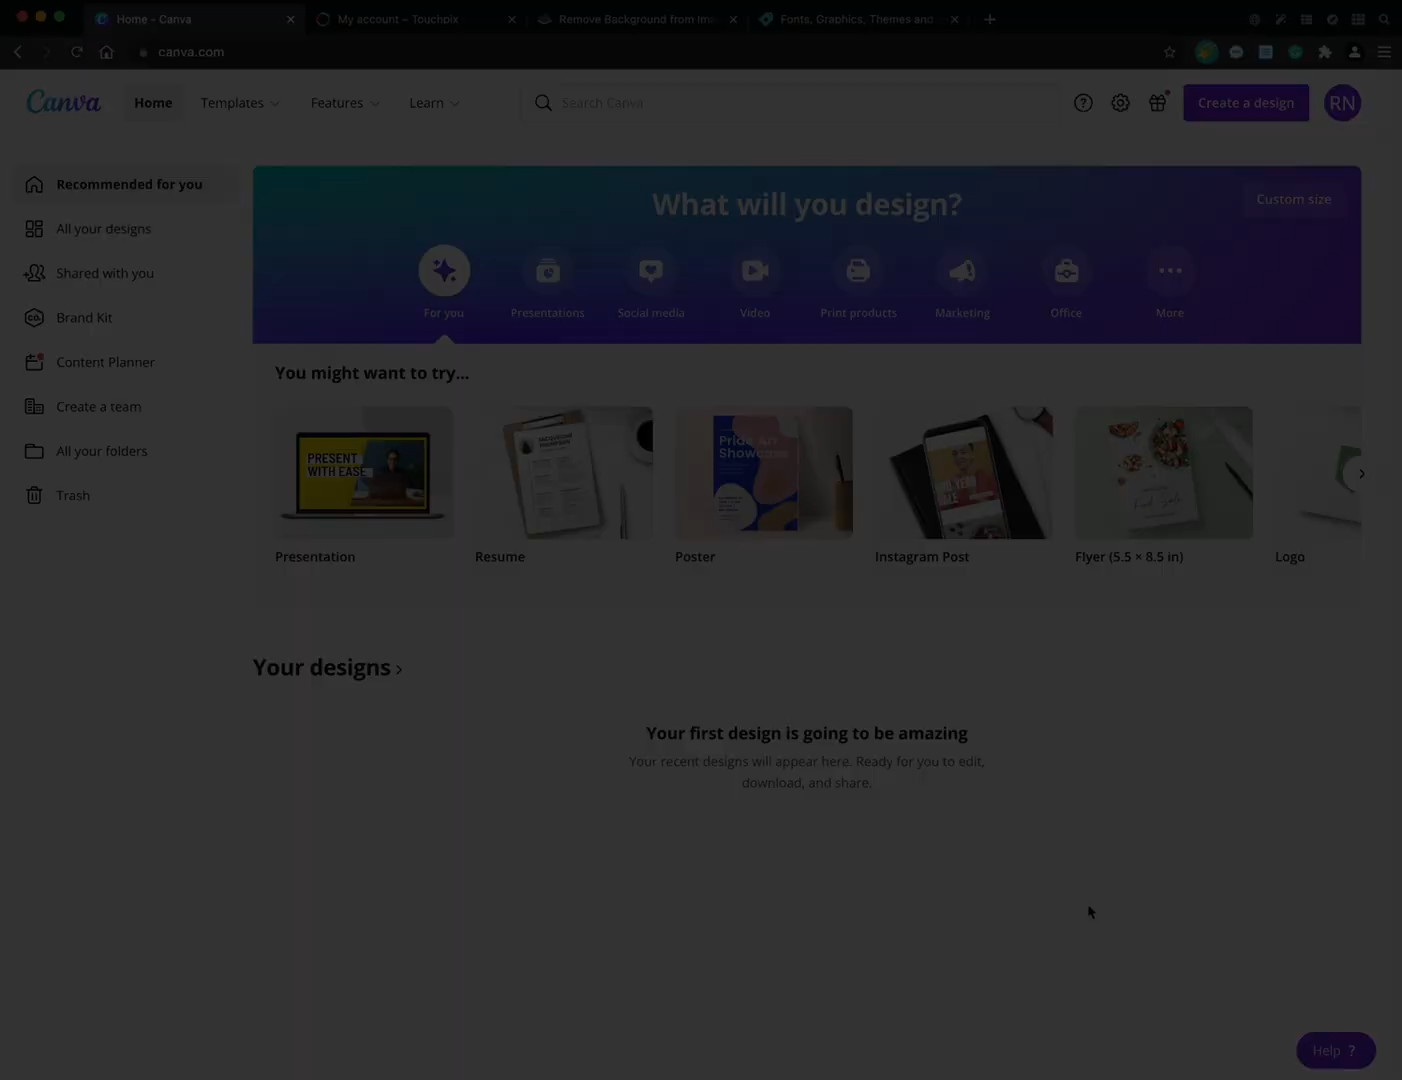 Home - Canva
My account – Touchpix
Remove Background from Ima
Fonts, Graphics, Themes and
canva.com
Canva
Home
Templates
Features
Learn
Search Canva
Create a design
RN
Recommended for you
All your designs
Shared with you
Brand Kit
Content Planner
Create a team
All your folders
Trash
What will you design?
Custom size
For you
Presentations
Social media
Video
Print products
Marketing
Office
More
You might want to try...
PRESENT
WITH EASE
Pride Art
Showcase
Presentation
Resume
Poster
Instagram Post
Flyer (5.5 × 8.5 in)
Logo
Your designs
Your first design is going to be amazing
Your recent designs will appear here. Ready for you to edit,
download, and share.
Help ?